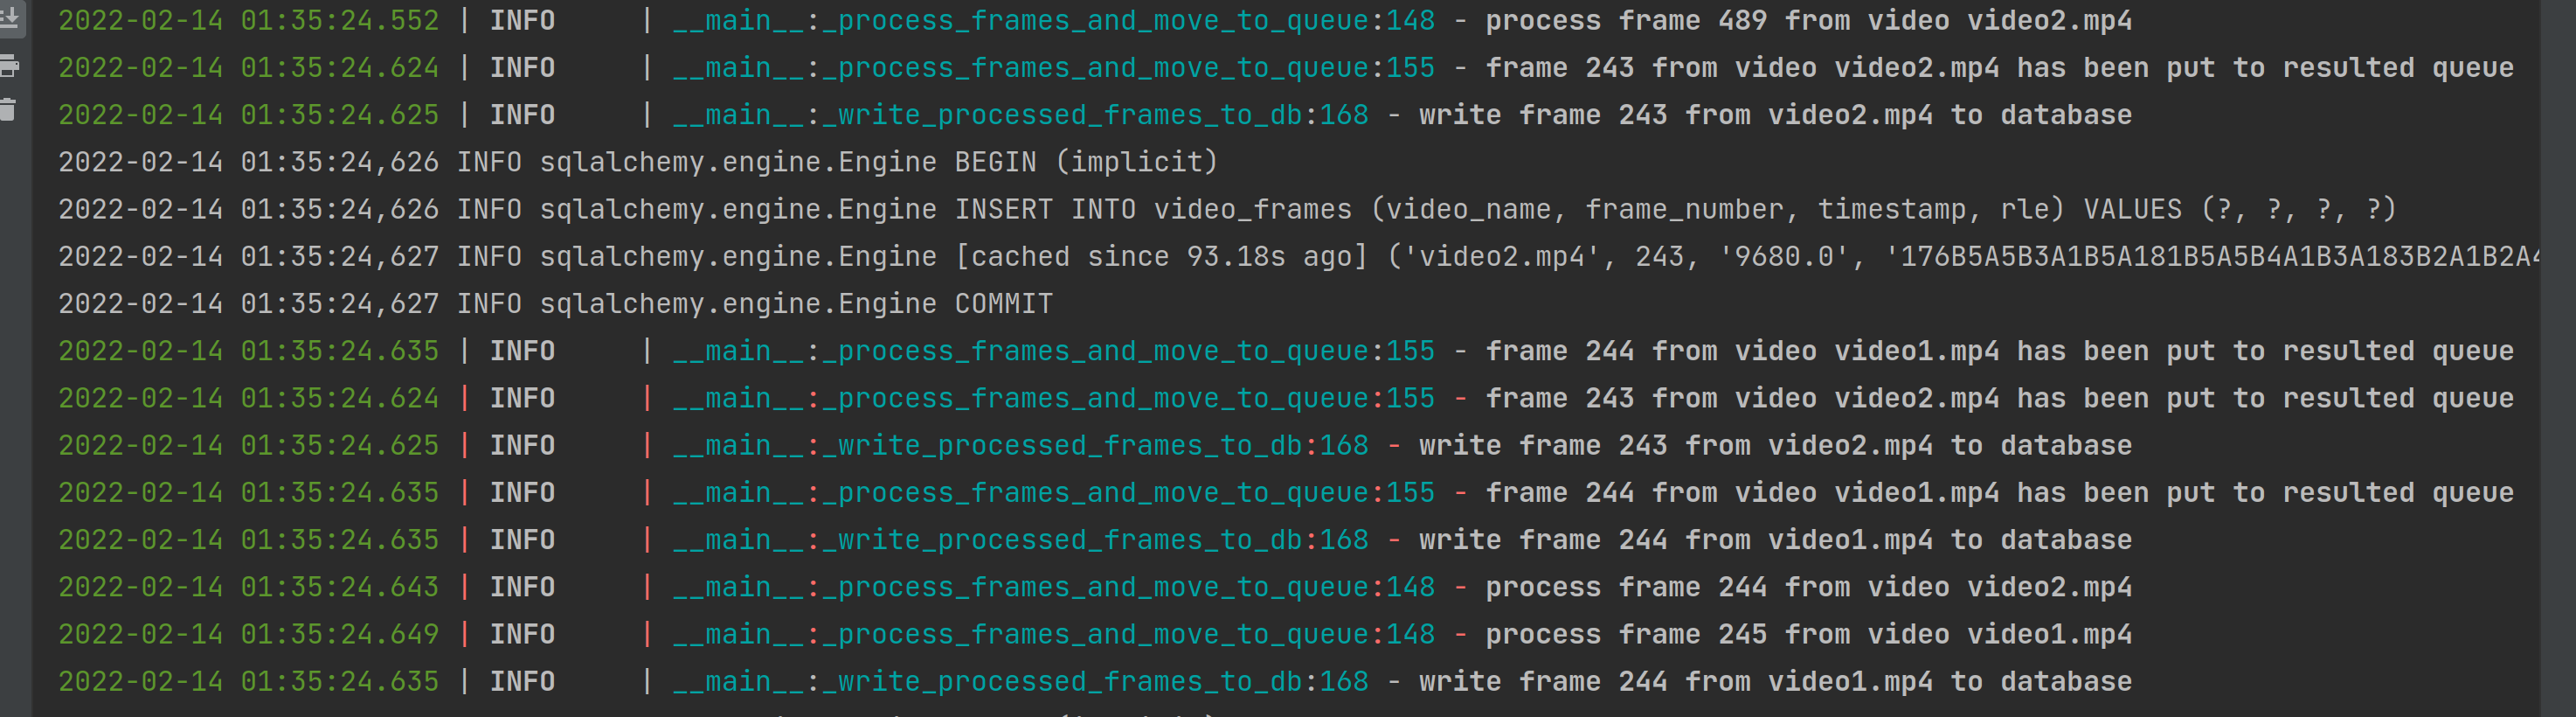 2022-02-14 01:35:24.552 | INFO     | __main__:_process_frames_and_move_to_queue:148 - process frame 489 from video video2.mp4
2022-02-14 01:35:24.624 | INFO     | __main__:_process_frames_and_move_to_queue:155 - frame 243 from video video2.mp4 has been put to resulted queue
2022-02-14 01:35:24.625 | INFO     | __main__:_write_processed_frames_to_db:168 - write frame 243 from video2.mp4 to database
2022-02-14 01:35:24,626 INFO sqlalchemy.engine.Engine BEGIN (implicit)
2022-02-14 01:35:24,626 INFO sqlalchemy.engine.Engine INSERT INTO video_frames (video_name, frame_number, timestamp, rle) VALUES (?, ?, ?, ?)
2022-02-14 01:35:24,627 INFO sqlalchemy.engine.Engine [cached since 93.18s ago] ('video2.mp4', 243, '9680.0', '176B5A5B3A1B5A181B5A5B4A1B3A183B2A1B2A4
2022-02-14 01:35:24,627 INFO sqlalchemy.engine.Engine COMMIT
2022-02-14 01:35:24.635 | INFO     | __main__:_process_frames_and_move_to_queue:155 - frame 244 from video video1.mp4 has been put to resulted queue
2022-02-14 01:35:24.624 | INFO     | __main__:_process_frames_and_move_to_queue:155 - frame 243 from video video2.mp4 has been put to resulted queue
2022-02-14 01:35:24.625 | INFO     | __main__:_write_processed_frames_to_db:168 - write frame 243 from video2.mp4 to database
2022-02-14 01:35:24.635 | INFO     | __main__:_process_frames_and_move_to_queue:155 - frame 244 from video video1.mp4 has been put to resulted queue
2022-02-14 01:35:24.635 | INFO     | __main__:_write_processed_frames_to_db:168 - write frame 244 from video1.mp4 to database
2022-02-14 01:35:24.643 | INFO     | __main__:_process_frames_and_move_to_queue:148 - process frame 244 from video video2.mp4
2022-02-14 01:35:24.649 | INFO     | __main__:_process_frames_and_move_to_queue:148 - process frame 245 from video video1.mp4
2022-02-14 01:35:24.635 | INFO     | __main__:_write_processed_frames_to_db:168 - write frame 244 from video1.mp4 to database